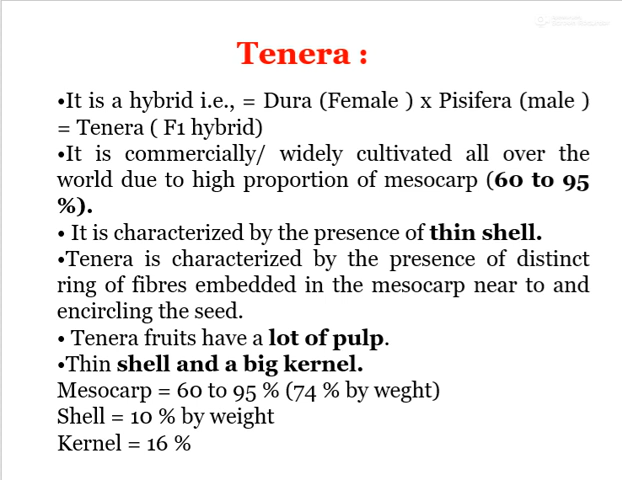 Tenera :
•It is a hybrid i.e., = Dura (Female ) x Pisifera (male )
= Tenera ( F1 hybrid)
•It is commercially/ widely cultivated all over the
world due to high proportion of mesocarp (60 to 95
%).
• It is characterized by the presence of thin shell.
•Tenera is characterized by the presence of distinct
ring of fibres embedded in the mesocarp near to and
encircling the seed.
• Tenera fruits have a lot of pulp.
•Thin shell and a big kernel.
Mesocarp = 60 to 95 % (74 % by weght)
Shell = 10 % by weight
Kernel = 16 %